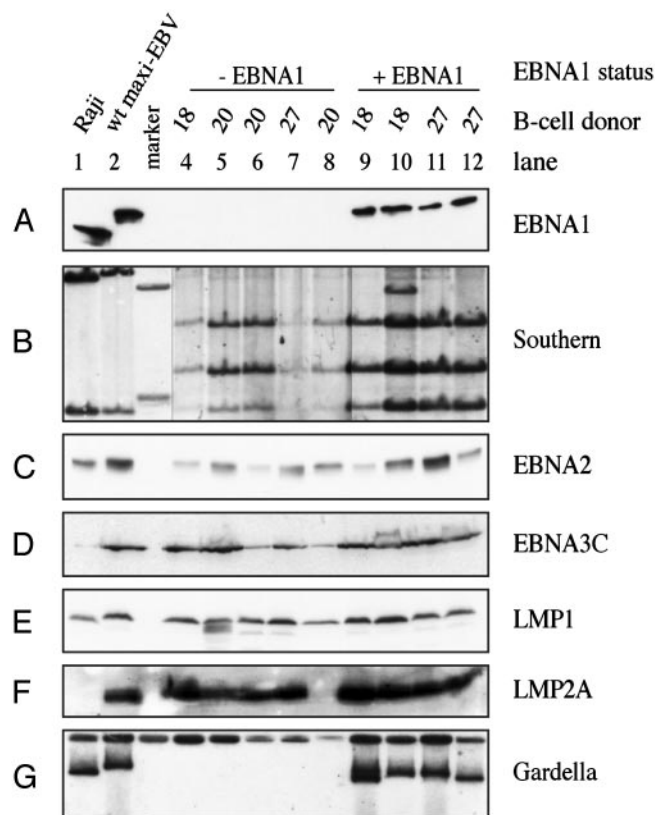 Raji wt maxi-EBV marker - EBNA1 + EBNA1 EBNA1 status
18 20 20 27 20 18 18 27 27 B-cell donor
1 2 4 5 6 7 8 9 10 11 12 lane
A EBNA1
B Southern
C EBNA2
D EBNA3C
E LMP1
F LMP2A
G Gardella